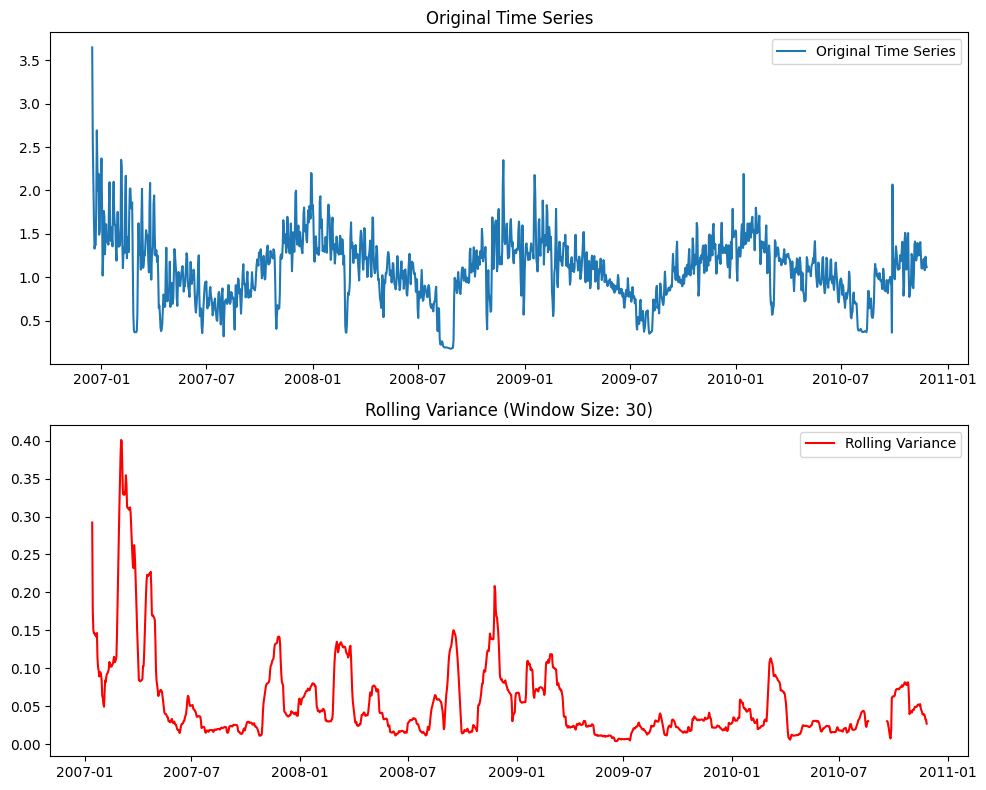 Original Time Series
Original Time Series
3.5
3.0
2.5
2.0
1.5
1.0
0.5
2007-01 2007-07 2008-01 2008-07 2009-01 2009-07 2010-01 2010-07 2011-01
Rolling Variance (Window Size: 30)
Rolling Variance
0.40
0.35
0.30
0.25
0.20
0.15
0.10
0.05
0.00
2007-01 2007-07 2008-01 2008-07 2009-01 2009-07 2010-01 2010-07 2011-01